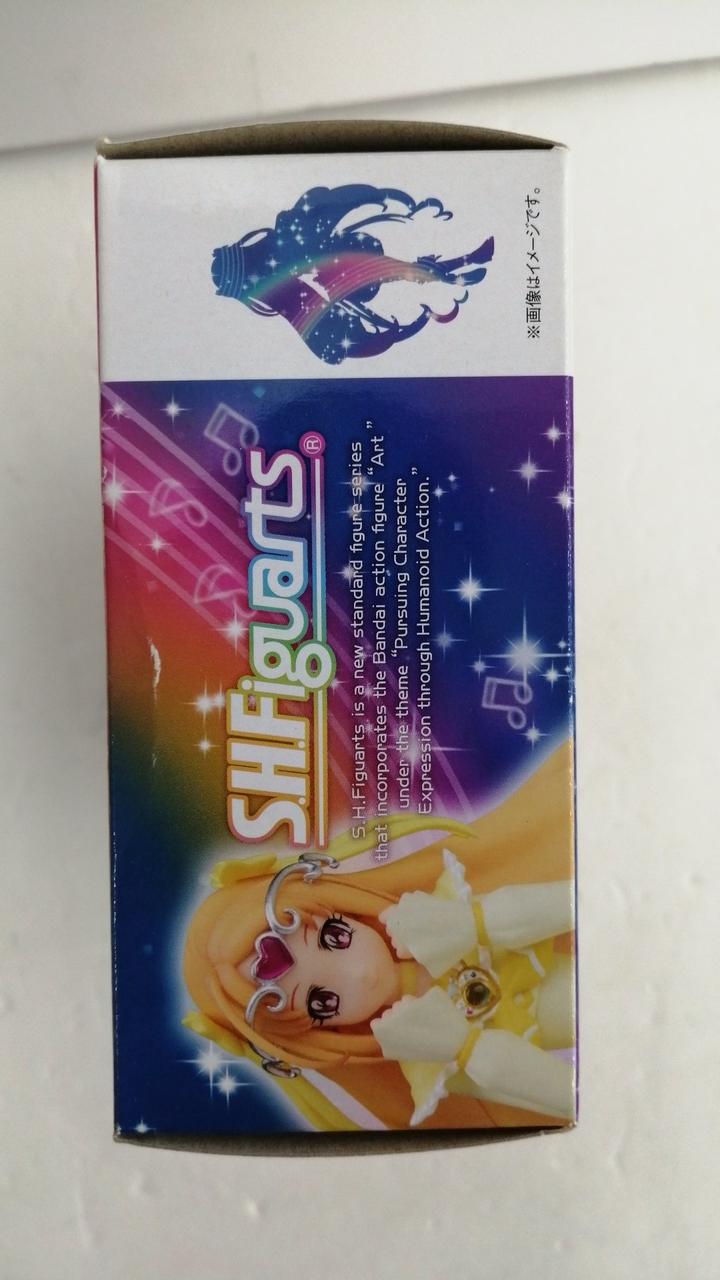 S.H.Figuarts®
S.H.Figuarts is a new standard figure series
that incorporates the Bandai action figure “Art”
under the theme “Pursuing Character
Expression through Humanoid Action.”
※画像はイメージです。